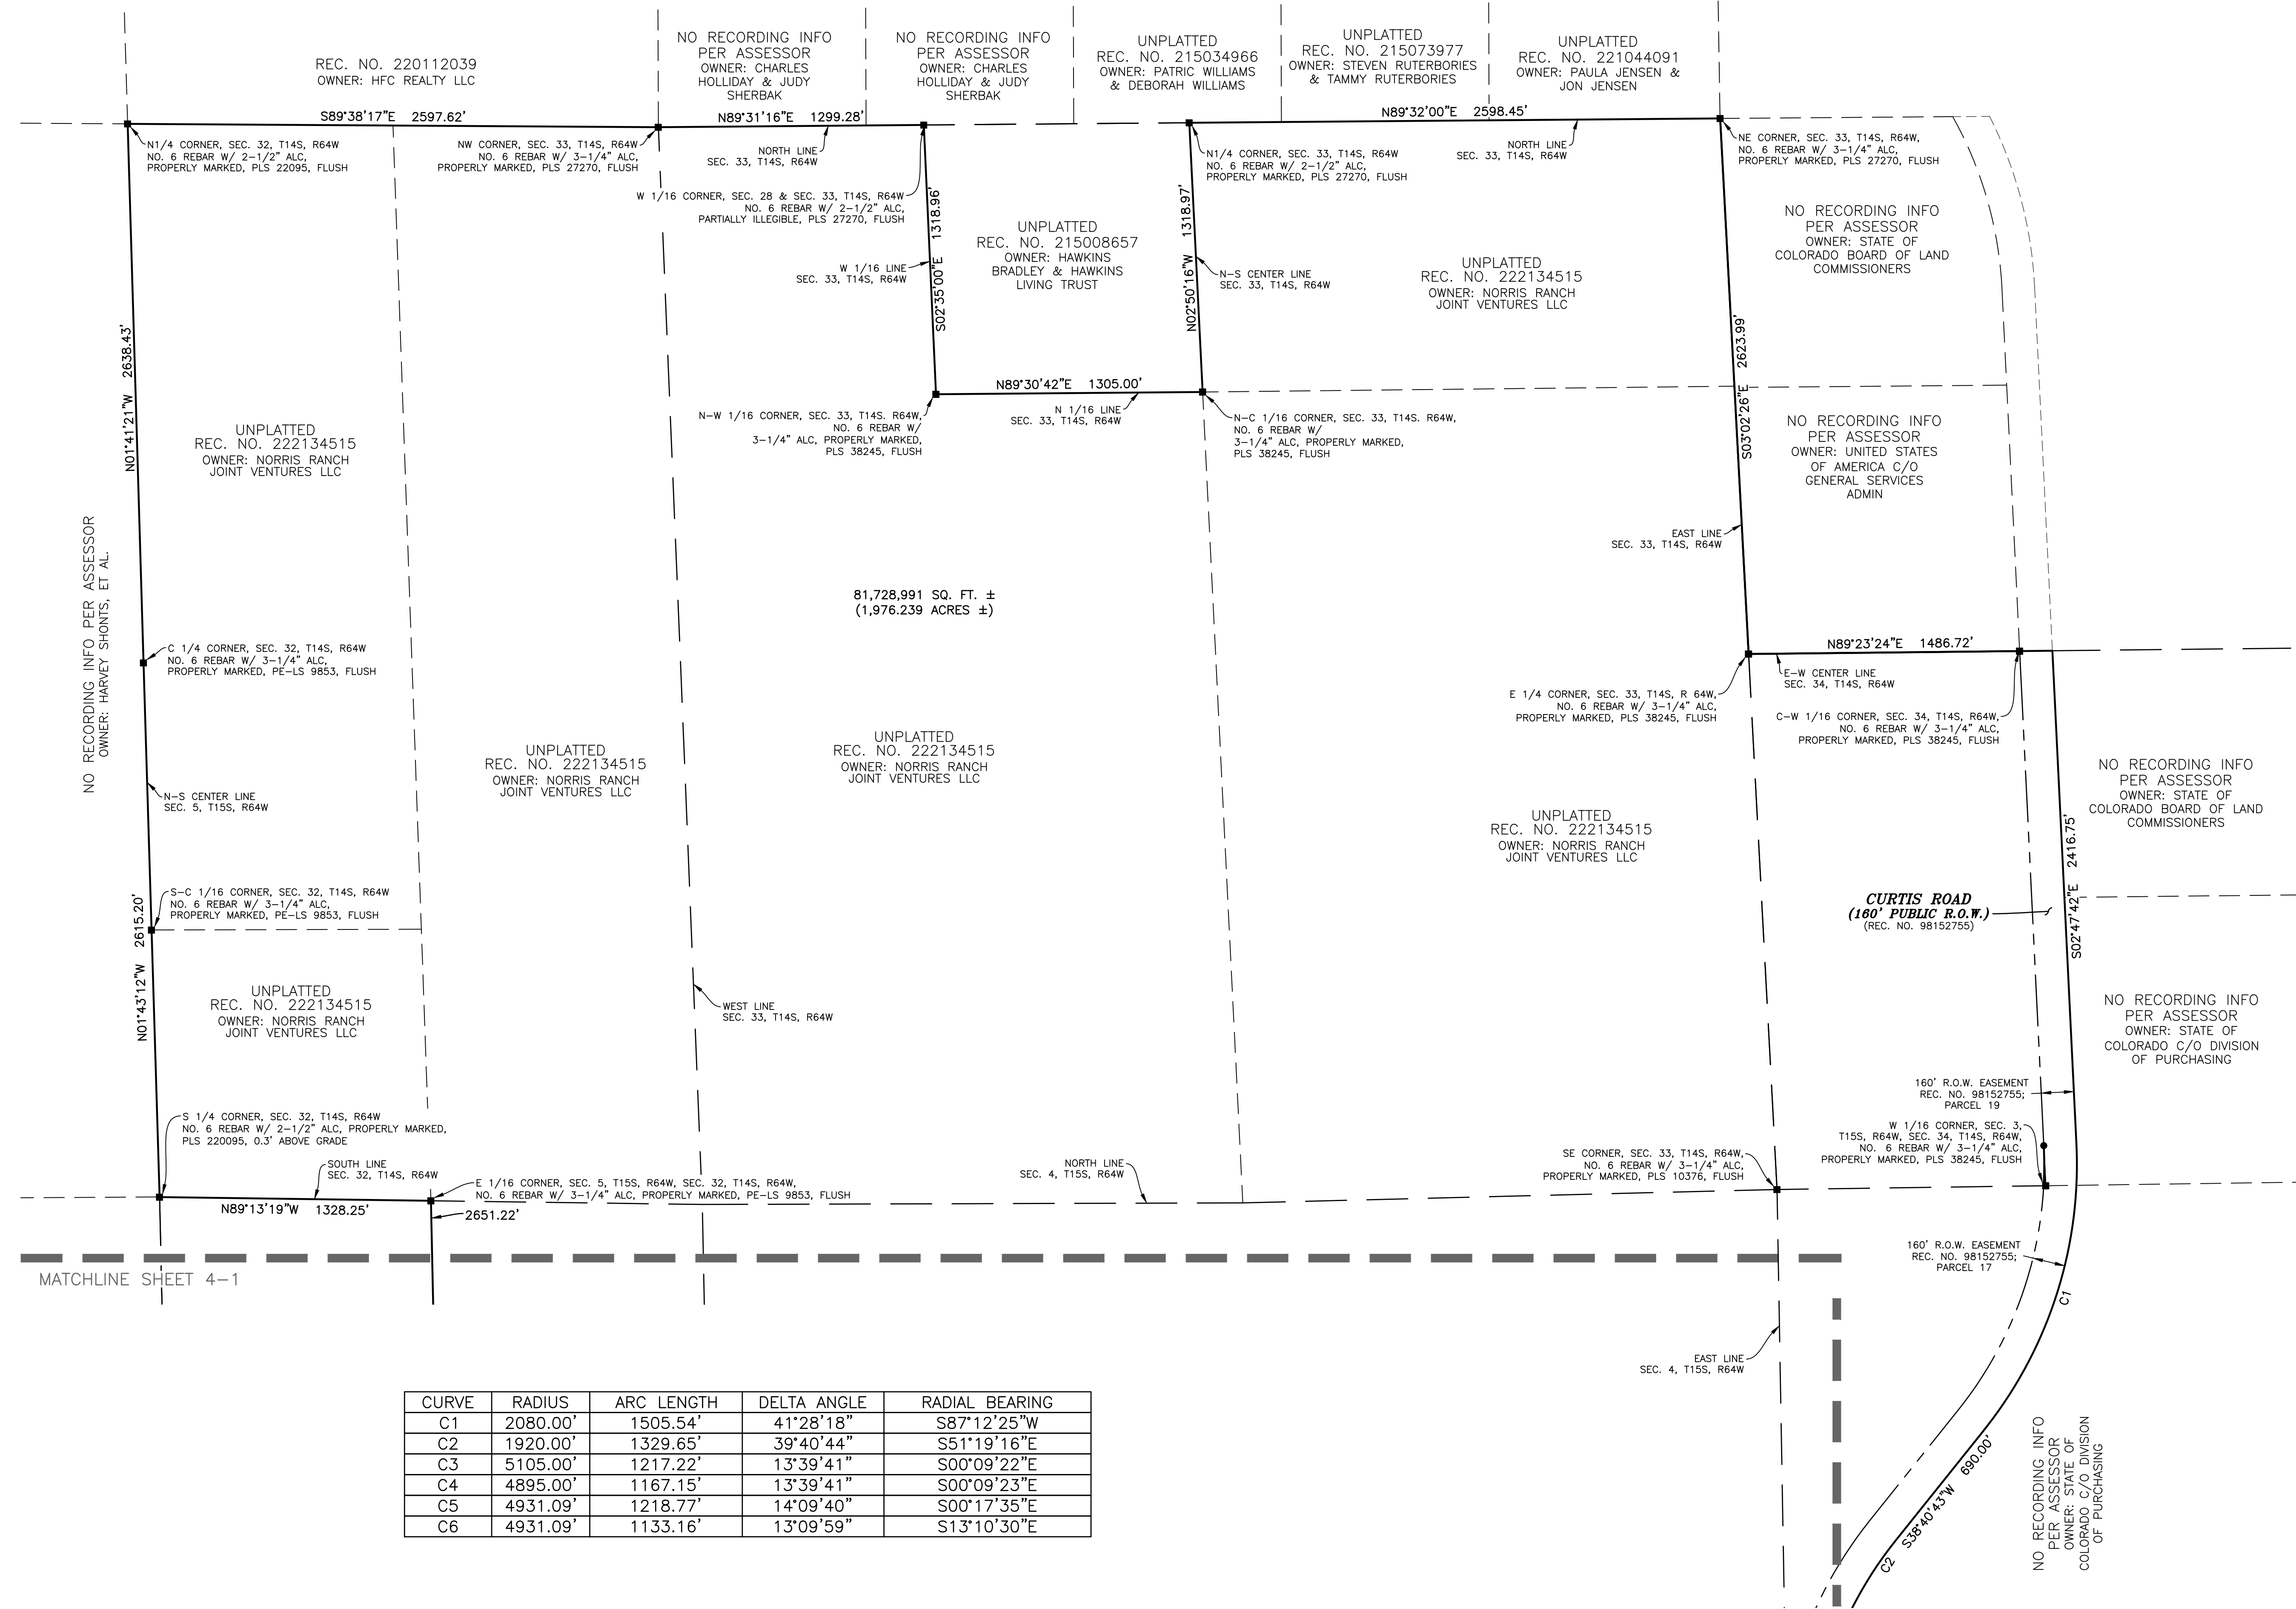 REC. NO. 220112039
OWNER: HFC REALTY LLC
NO RECORDING INFO
PER ASSESSOR
OWNER: CHARLES
HOLLIDAY & JUDY
SHERBAK
NO RECORDING INFO
PER ASSESSOR
OWNER: CHARLES
HOLLIDAY & JUDY
SHERBAK
UNPLATTED
REC. NO. 215034966
OWNER: PATRIC WILLIAMS
& DEBORAH WILLIAMS
UNPLATTED
REC. NO. 215073977
OWNER: STEVEN RUTERBORIES
& TAMMY RUTERBORIES
UNPLATTED
REC. NO. 221044091
OWNER: PAULA JENSEN &
JON JENSEN
S89°38'17"E 2597.62'
N89°31'16"E 1299.28'
N89°32'00"E 2598.45'
N1/4 CORNER, SEC. 32, T14S, R64W
NO. 6 REBAR W/ 2-1/2" ALC,
PROPERLY MARKED, PLS 22095, FLUSH
NW CORNER, SEC. 33, T14S, R64W
NO. 6 REBAR W/ 3-1/4" ALC,
PROPERLY MARKED, PLS 27270, FLUSH
NORTH LINE
SEC. 33, T14S, R64W
W 1/16 CORNER, SEC. 28 & SEC. 33, T14S, R64W
NO. 6 REBAR W/ 2-1/2" ALC,
PARTIALLY ILLEGIBLE, PLS 27270, FLUSH
N1/4 CORNER, SEC. 33, T14S, R64W
NO. 6 REBAR W/ 2-1/2" ALC,
PROPERLY MARKED, PLS 27270, FLUSH
NORTH LINE
SEC. 33, T14S, R64W
NE CORNER, SEC. 33, T14S, R64W,
NO. 6 REBAR W/ 3-1/4" ALC,
PROPERLY MARKED, PLS 27270, FLUSH
W 1/16 LINE
SEC. 33, T14S, R64W
S02°35'00"E 1318.96'
UNPLATTED
REC. NO. 215008657
OWNER: HAWKINS
BRADLEY & HAWKINS
LIVING TRUST
N02°50'16"W 1318.97'
N-S CENTER LINE
SEC. 33, T14S, R64W
UNPLATTED
REC. NO. 222134515
OWNER: NORRIS RANCH
JOINT VENTURES LLC
NO RECORDING INFO
PER ASSESSOR
OWNER: STATE OF
COLORADO BOARD OF LAND
COMMISSIONERS
N01°41'21"W 2638.43'
S03°02'26"E 2623.99'
N89°30'42"E 1305.00'
N-W 1/16 CORNER, SEC. 33, T14S. R64W,
NO. 6 REBAR W/
3-1/4" ALC, PROPERLY MARKED,
PLS 38245, FLUSH
N 1/16 LINE
SEC. 33, T14S, R64W
N-C 1/16 CORNER, SEC. 33, T14S. R64W,
NO. 6 REBAR W/
3-1/4" ALC, PROPERLY MARKED,
PLS 38245, FLUSH
UNPLATTED
REC. NO. 222134515
OWNER: NORRIS RANCH
JOINT VENTURES LLC
NO RECORDING INFO
PER ASSESSOR
OWNER: UNITED STATES
OF AMERICA C/O
GENERAL SERVICES
ADMIN
EAST LINE
SEC. 33, T14S, R64W
NO RECORDING INFO PER ASSESSOR
OWNER: HARVEY SHONTS, ET AL.
81,728,991 SQ. FT. ±
(1,976.239 ACRES ±)
C 1/4 CORNER, SEC. 32, T14S, R64W
NO. 6 REBAR W/ 3-1/4" ALC,
PROPERLY MARKED, PE-LS 9853, FLUSH
N89°23'24"E 1486.72'
E-W CENTER LINE
SEC. 34, T14S, R64W
E 1/4 CORNER, SEC. 33, T14S, R 64W,
NO. 6 REBAR W/ 3-1/4" ALC,
PROPERLY MARKED, PLS 38245, FLUSH
C-W 1/16 CORNER, SEC. 34, T14S, R64W,
NO. 6 REBAR W/ 3-1/4" ALC,
PROPERLY MARKED, PLS 38245, FLUSH
UNPLATTED
REC. NO. 222134515
OWNER: NORRIS RANCH
JOINT VENTURES LLC
UNPLATTED
REC. NO. 222134515
OWNER: NORRIS RANCH
JOINT VENTURES LLC
NO RECORDING INFO
PER ASSESSOR
OWNER: STATE OF
COLORADO BOARD OF LAND
COMMISSIONERS
N-S CENTER LINE
SEC. 5, T15S, R64W
UNPLATTED
REC. NO. 222134515
OWNER: NORRIS RANCH
JOINT VENTURES LLC
S02°47'42"E 2416.75'
S-C 1/16 CORNER, SEC. 32, T14S, R64W
NO. 6 REBAR W/ 3-1/4" ALC,
PROPERLY MARKED, PE-LS 9853, FLUSH
CURTIS ROAD
(160' PUBLIC R.O.W.)
(REC. NO. 98152755)
N01°43'12"W 2615.20'
UNPLATTED
REC. NO. 222134515
OWNER: NORRIS RANCH
JOINT VENTURES LLC
WEST LINE
SEC. 33, T14S, R64W
NO RECORDING INFO
PER ASSESSOR
OWNER: STATE OF
COLORADO C/O DIVISION
OF PURCHASING
160' R.O.W. EASEMENT
REC. NO. 98152755;
PARCEL 19
S 1/4 CORNER, SEC. 32, T14S, R64W
NO. 6 REBAR W/ 2-1/2" ALC, PROPERLY MARKED,
PLS 220095, 0.3' ABOVE GRADE
W 1/16 CORNER, SEC. 3,
T15S, R64W, SEC. 34, T14S, R64W,
NO. 6 REBAR W/ 3-1/4" ALC,
PROPERLY MARKED, PLS 38245, FLUSH
SOUTH LINE
SEC. 32, T14S, R64W
E 1/16 CORNER, SEC. 5, T15S, R64W, SEC. 32, T14S, R64W,
NO. 6 REBAR W/ 3-1/4" ALC, PROPERLY MARKED, PE-LS 9853, FLUSH
NORTH LINE
SEC. 4, T15S, R64W
SE CORNER, SEC. 33, T14S, R64W,
NO. 6 REBAR W/ 3-1/4" ALC,
PROPERLY MARKED, PLS 10376, FLUSH
N89°13'19"W 1328.25'
2651.22'
160' R.O.W. EASEMENT
REC. NO. 98152755;
PARCEL 17
MATCHLINE SHEET 4-1
C1
EAST LINE
SEC. 4, T15S, R64W
CURVE RADIUS ARC LENGTH DELTA ANGLE RADIAL BEARING
C1 2080.00' 1505.54' 41°28'18" S87°12'25"W
C2 1920.00' 1329.65' 39°40'44" S51°19'16"E
C3 5105.00' 1217.22' 13°39'41" S00°09'22"E
C4 4895.00' 1167.15' 13°39'41" S00°09'23"E
C5 4931.09' 1218.77' 14°09'40" S00°17'35"E
C6 4931.09' 1133.16' 13°09'59" S13°10'30"E
S38°40'43"W 690.00'
C2
NO RECORDING INFO
PER ASSESSOR
OWNER: STATE OF
COLORADO C/O DIVISION
OF PURCHASING